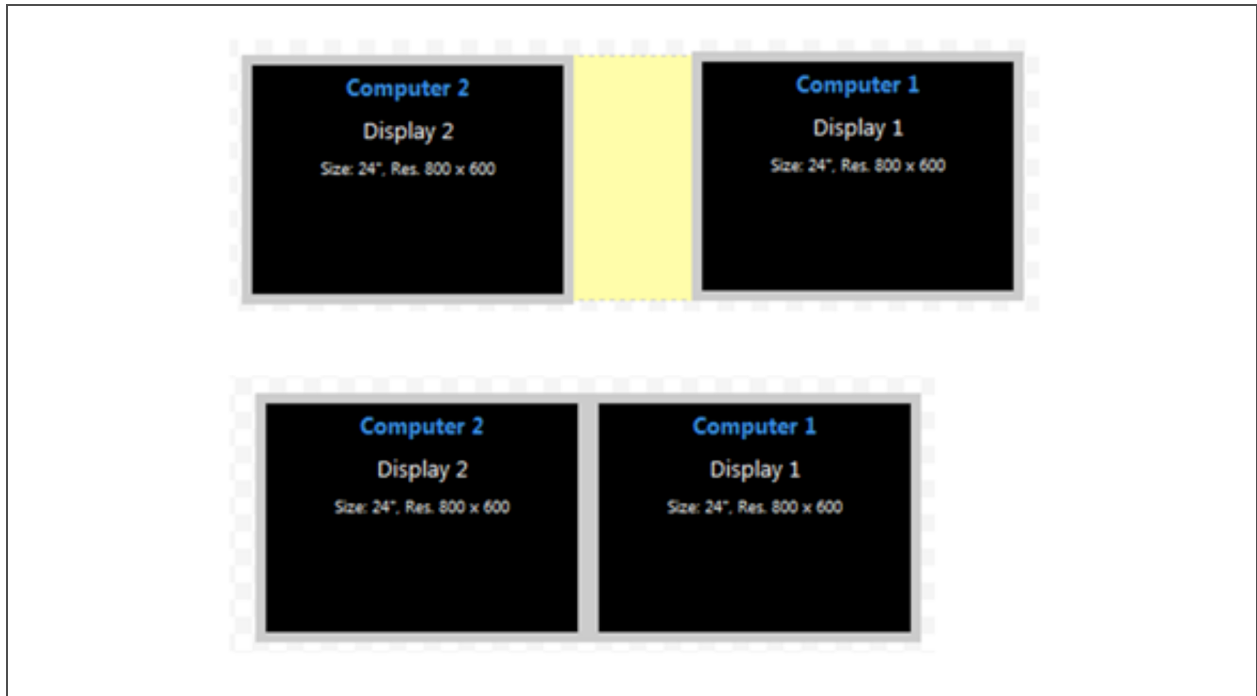 Computer 2
Display 2
Size: 24", Res. 800 x 600
Computer 1
Display 1
Size: 24", Res. 800 x 600
Computer 2
Display 2
Size: 24", Res. 800 x 600
Computer 1
Display 1
Size: 24", Res. 800 x 600